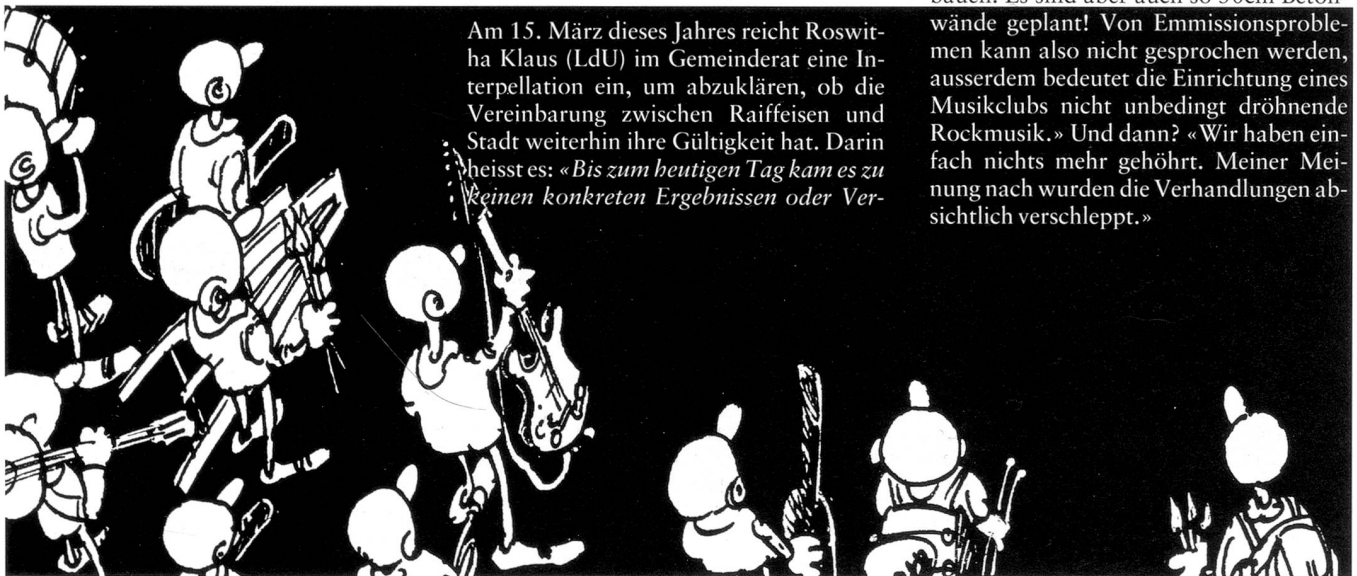 Am 15. März dieses Jahres reicht Roswit-
ha Klaus (LdU) im Gemeinderat eine In-
terpellation ein, um abzuklären, ob die
Vereinbarung zwischen Raiffeisen und
Stadt weiterhin ihre Gültigkeit hat. Darin
heisst es: «Bis zum heutigen Tag kam es zu
keinen konkreten Ergebnissen oder Ver-
wände geplant! Von Emmissionsproble-
men kann also nicht gesprochen werden,
ausserdem bedeutet die Einrichtung eines
Musikclubs nicht unbedingt dröhnende
Rockmusik.» Und dann? «Wir haben ein-
fach nichts mehr gehöhrt. Meiner Mei-
nung nach wurden die Verhandlungen ab-
sichtlich verschleppt.»